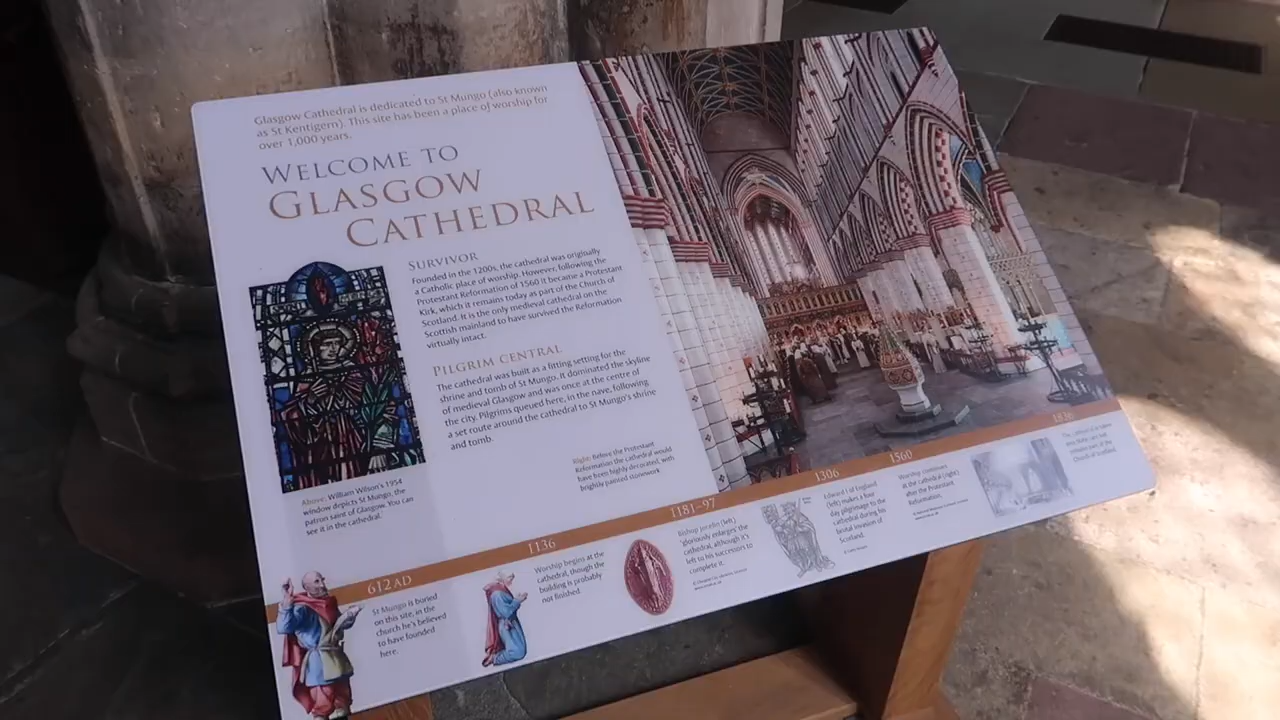 Glasgow Cathedral is dedicated to St Mungo (also known
as St Kentigern). This site has been a place of worship for
over 1,000 years.
WELCOME TO
GLASGOW
CATHEDRAL
SURVIVOR
Founded in the 1200s, the cathedral was originally
a Catholic place of worship. However, following the
Protestant Reformation of 1560 it became a Protestant
Kirk, which it remains today as part of the Church of
Scotland. It is the only medieval cathedral on the
Scottish mainland to have survived the Reformation
virtually intact.
PILGRIM CENTRAL
The cathedral was built as a fitting setting for the
shrine and tomb of St Mungo. It dominated the skyline
of medieval Glasgow and was once at the centre of
the city. Pilgrims queued here, in the nave, following
a set route around the cathedral to St Mungo's shrine
and tomb.
Right: Before the Protestant
Reformation the cathedral would
have been highly decorated, with
brightly painted stonework.
Above: William Wilson's 1954
window depicts St Mungo, the
patron saint of Glasgow. You can
see it in the cathedral.
612 AD
St Mungo is buried
on this site, in the
church he's believed
to have founded
here.
1136
Worship begins at the
cathedral, though the
building is probably
not finished.
1181–97
Bishop Jocelin (left)
'gloriously enlarges' the
cathedral, although it's
left to his successors to
complete it.
1306
Edward I of England
(left) makes a four
day pilgrimage to the
cathedral during his
brutal invasion of
Scotland.
1560
Worship continues
at the cathedral (right)
after the Protestant
Reformation.
1836
The cathedral is taken
Church of Scotland.